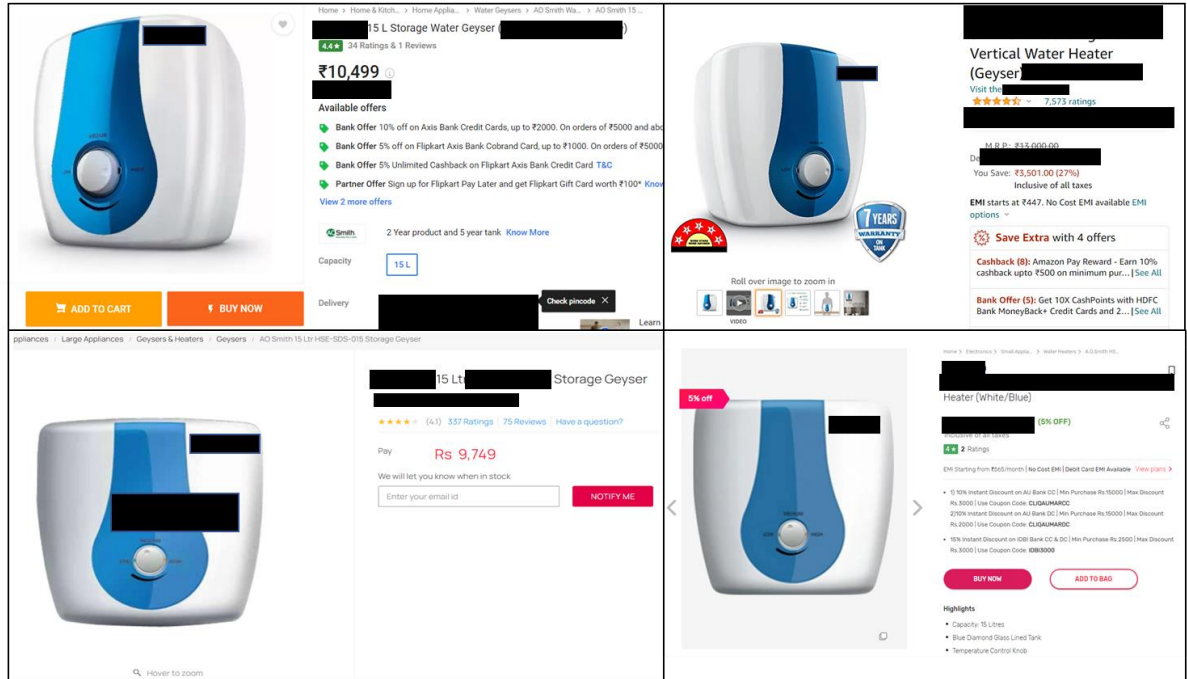 Home > Home & Kitch... > Home Applia... > Water Geysers > AO Smith Wa... > AO Smith 15 ...
15 L Storage Water Geyser ( )
4.4★ 34 Ratings & 1 Reviews
₹10,499
Available offers
Bank Offer 10% off on Axis Bank Credit Cards, up to ₹2000. On orders of ₹5000 and abo
Bank Offer 5% off on Flipkart Axis Bank Cobrand Card, up to ₹1000. On orders of ₹5000
Bank Offer 5% Unlimited Cashback on Flipkart Axis Bank Credit Card T&C
Partner Offer Sign up for Flipkart Pay Later and get Flipkart Gift Card worth ₹100* Know
View 2 more offers
AO Smith 2 Year product and 5 year tank Know More
Capacity 15 L
Delivery Check pincode X
Learn
ADD TO CART BUY NOW
Vertical Water Heater
(Geyser)
Visit the
7,573 ratings
M.R.P.: ₹13,000.00
De
You Save: ₹3,501.00 (27%)
Inclusive of all taxes
EMI starts at ₹447. No Cost EMI available EMI
options
Save Extra with 4 offers
Cashback (8): Amazon Pay Reward - Earn 10%
cashback upto ₹500 on minimum pur... | See All
Bank Offer (5): Get 10X CashPoints with HDFC
Bank MoneyBack+ Credit Cards and 2... | See All
7 YEARS
WARRANTY
ON
TANK
Roll over image to zoom in
VIDEO
ppliances / Large Appliances / Geysers & Heaters / Geysers / AO Smith 15 Ltr HSE-SDS-015 Storage Geyser
15 Ltr Storage Geyser
(4.1) 337 Ratings | 75 Reviews | Have a question?
Pay Rs 9,749
We will let you know when in stock
Enter your email id NOTIFY ME
Hover to zoom
Home > Electronics > Small Applia... > Water Heaters > A.O.Smith HS...
Heater (White/Blue)
5% off
(5% OFF)
Inclusive of all taxes
4★ 2 Ratings
EMI Starting from ₹565/month | No Cost EMI | Debit Card EMI Available View plans >
1) 10% Instant Discount on AU Bank CC | Min Purchase Rs.15000 | Max Discount
Rs.3000 | Use Coupon Code: CLIQAUMARCC
2)10% Instant Discount on AU Bank DC | Min Purchase Rs.15000 | Max Discount
Rs.2000 | Use Coupon Code: CLIQAUMARDC
15% Instant Discount on IDBI Bank CC & DC | Min Purchase Rs.2500 | Max Discount
Rs.3000 | Use Coupon Code: IDBI3000
BUY NOW ADD TO BAG
Highlights
Capacity: 15 Litres
Blue Diamond Glass Lined Tank
Temperature Control Knob